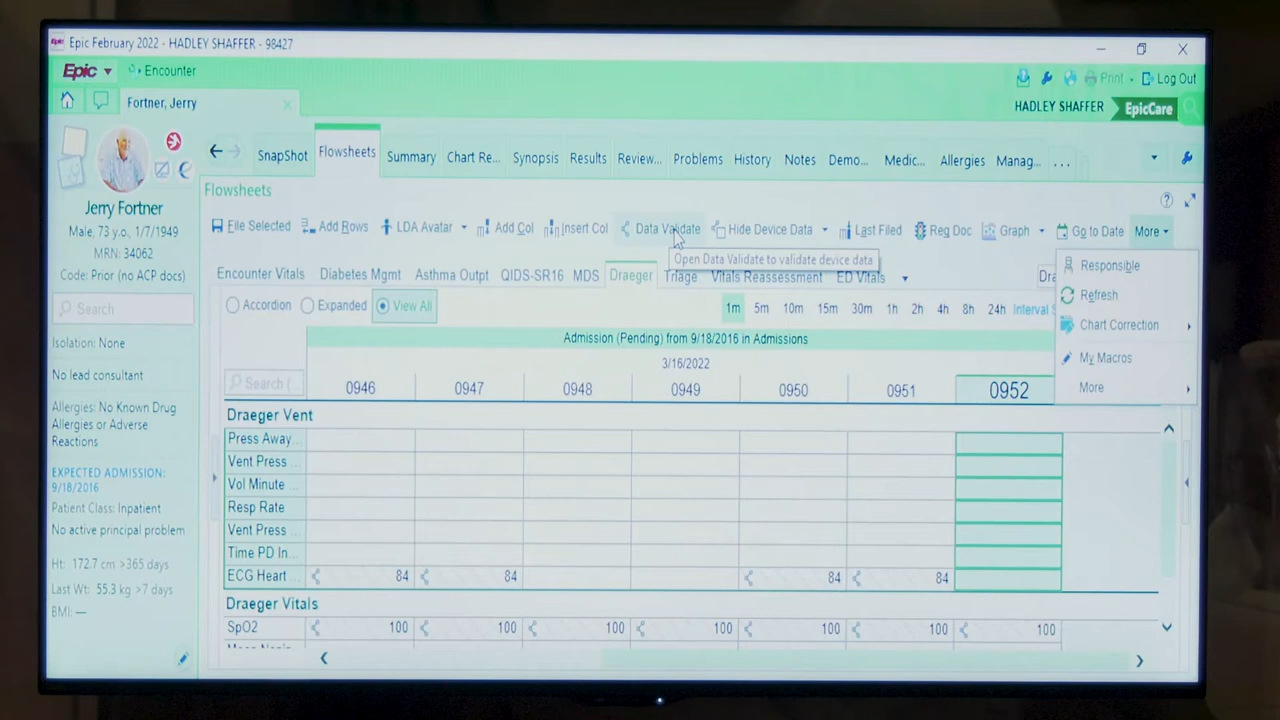 Epic February 2022 - HADLEY SHAFFER - 98427
Epic Encounter Print Log Out
Fortner, Jerry HADLEY SHAFFER EpicCare
SnapShot Flowsheets Summary Chart Re... Synopsis Results Review... Problems History Notes Demo... Medic... Allergies Manag... ...
Flowsheets
File Selected Add Rows LDA Avatar Add Col Insert Col Data Validate Hide Device Data Last Filed Reg Doc Graph Go to Date More
Open Data Validate to validate device data
Responsible
Refresh
Chart Correction
My Macros
More
Encounter Vitals Diabetes Mgmt Asthma Outpt QIDS-SR16 MDS Draeger Triage Vitals Reassessment ED Vitals
Accordion Expanded View All 1m 5m 10m 15m 30m 1h 2h 4h 8h 24h Interval
Jerry Fortner
Male, 73 y.o., 1/7/1949
MRN: 34062
Code: Prior (no ACP docs)
Search
Isolation: None
No lead consultant
Allergies: No Known Drug
Allergies or Adverse
Reactions
EXPECTED ADMISSION:
9/18/2016
Patient Class: Inpatient
No active principal problem
Ht: 172.7 cm >365 days
Last Wt: 55.3 kg >7 days
BMI: —
Admission (Pending) from 9/18/2016 in Admissions
3/16/2022
Search (... 0946 0947 0948 0949 0950 0951 0952
Draeger Vent
Press Away...
Vent Press ...
Vol Minute ...
Resp Rate
Vent Press ...
Time PD In...
ECG Heart... 84 84 84 84
Draeger Vitals
SpO2 100 100 100 100 100 100 100